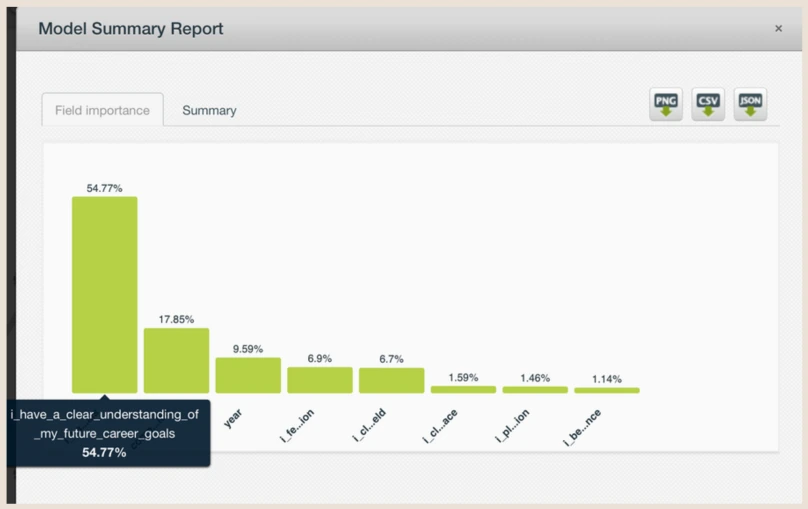 Model Summary Report
×
Field importance
Summary
PNG
CSV
JSON
54.77%
17.85%
9.59%
6.9%
6.7%
1.59%
1.46%
1.14%
year
i_fe...ion
i_cl...eld
i_cl...ace
i_pl...ion
i_be...nce
i_have_a_clear_understanding_of
_my_future_career_goals
54.77%